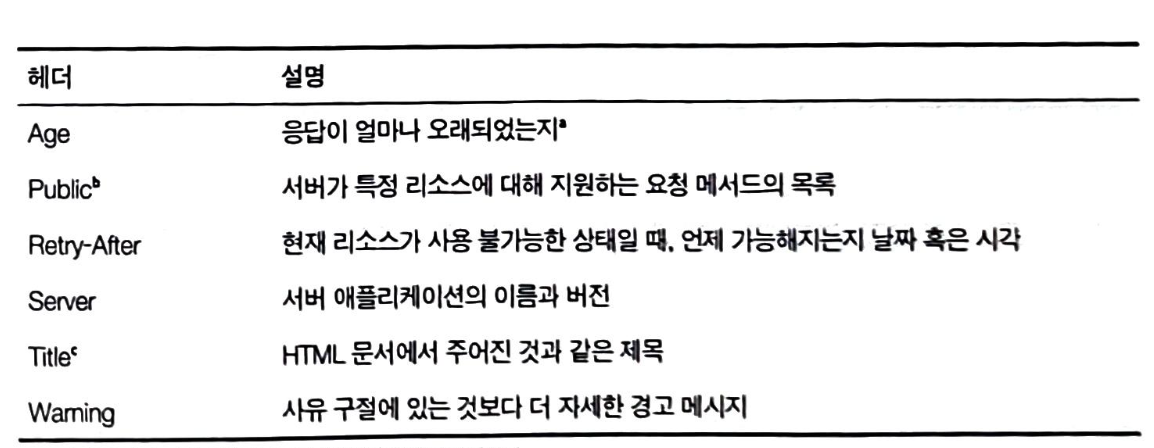 헤더 설명
Age 응답이 얼마나 오래되었는지ᵃ
Publicᵇ 서버가 특정 리소스에 대해 지원하는 요청 메서드의 목록
Retry-After 현재 리소스가 사용 불가능한 상태일 때, 언제 가능해지는지 날짜 혹은 시각
Server 서버 애플리케이션의 이름과 버전
Titleᶜ HTML 문서에서 주어진 것과 같은 제목
Warning 사유 구절에 있는 것보다 더 자세한 경고 메시지